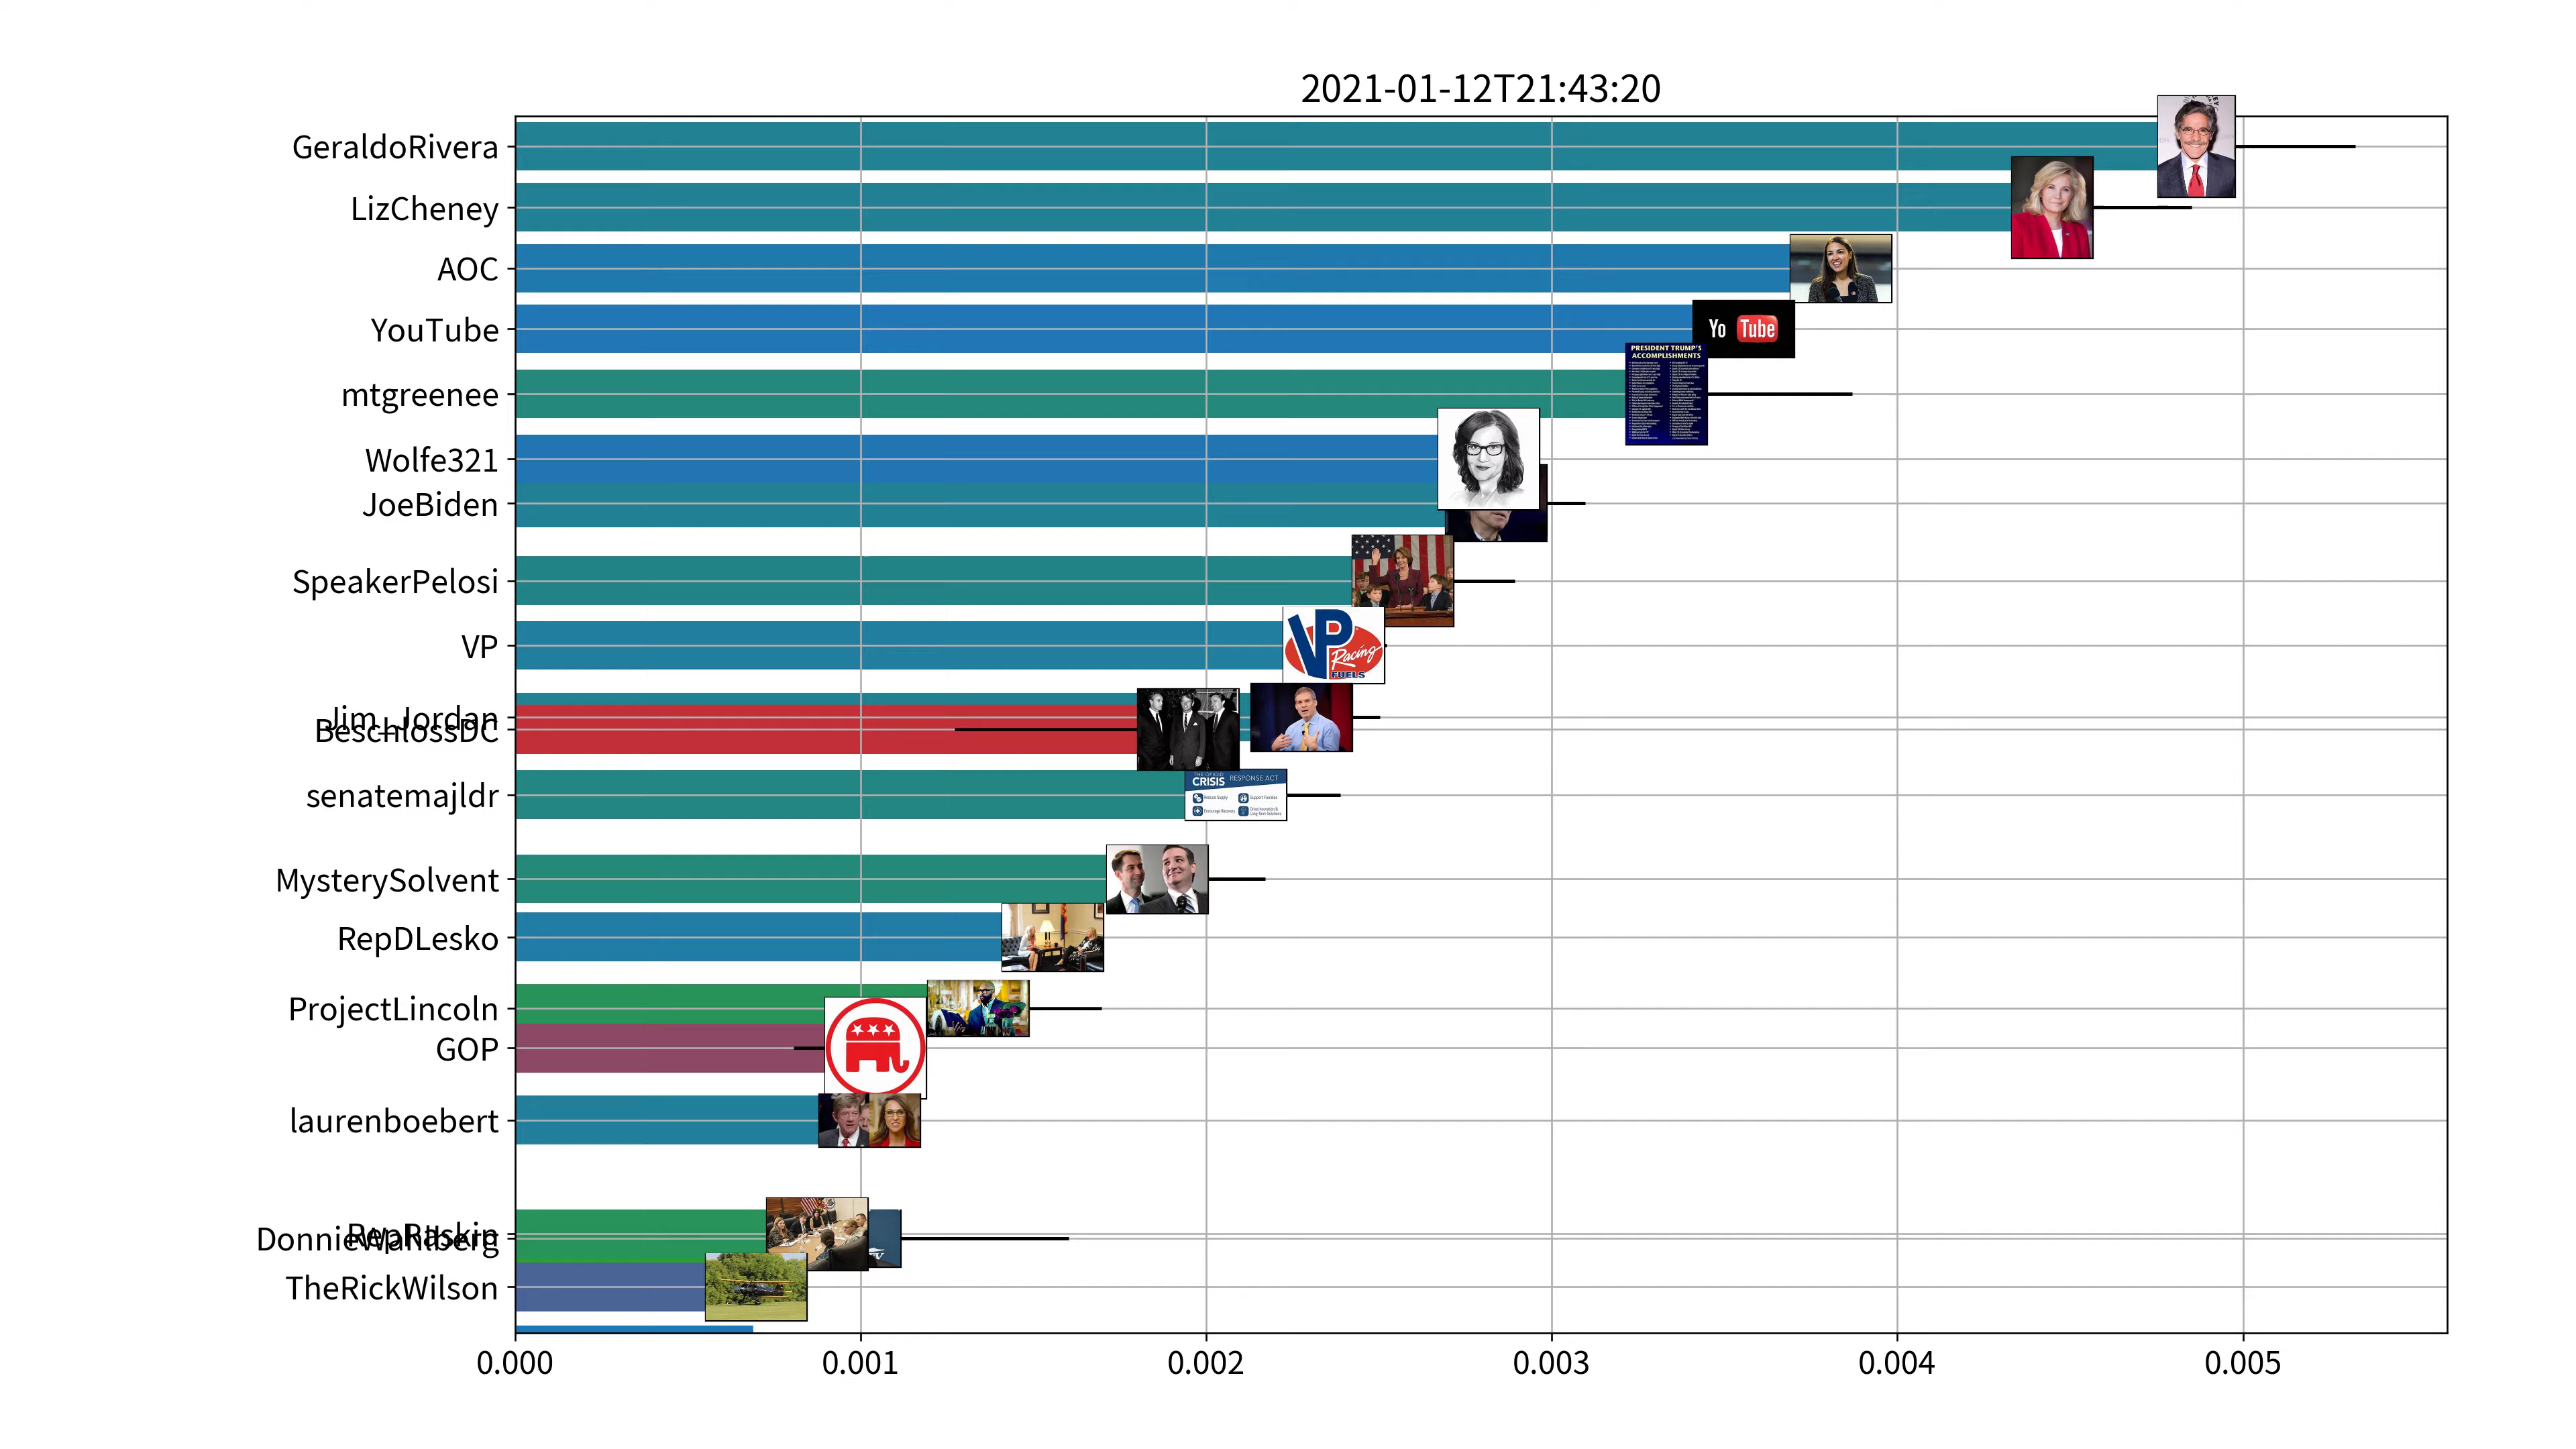 2021-01-12T21:43:20
GeraldoRivera
LizCheney
AOC
YouTube
Yo Tube
PRESIDENT TRUMP'S
ACCOMPLISHMENTS
mtgreenee
Wolfe321
JoeBiden
SpeakerPelosi
VP
VP
Racing
FUELS
Jim_Jordan
BeschlossDC
senatemajldr
CRISIS RESPONSE ACT
MysterySolvent
RepDLesko
ProjectLincoln
GOP
laurenboebert
RepRaskin
DonnieWahlberg
TheRickWilson
0.000 0.001 0.002 0.003 0.004 0.005